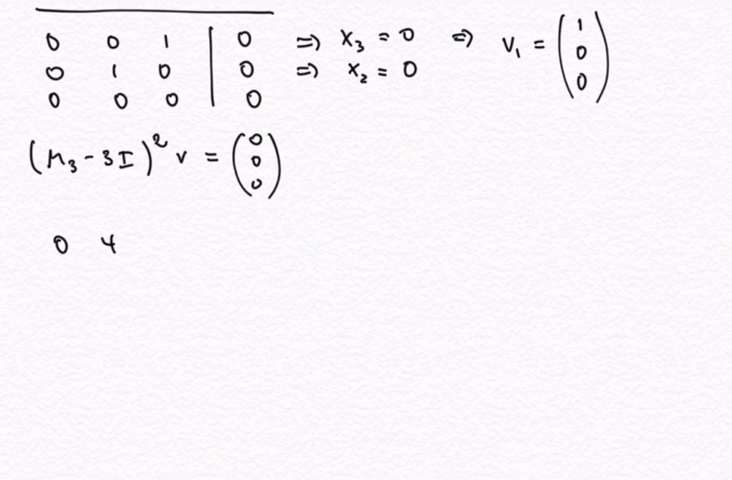 0 0 1 | 0 => x₃ = 0 => v₁ = (1 0 0)
0 1 0 | 0 => x₂ = 0
0 0 0 | 0
(M₃ - 3I)² v = (0 0 0)
0 4